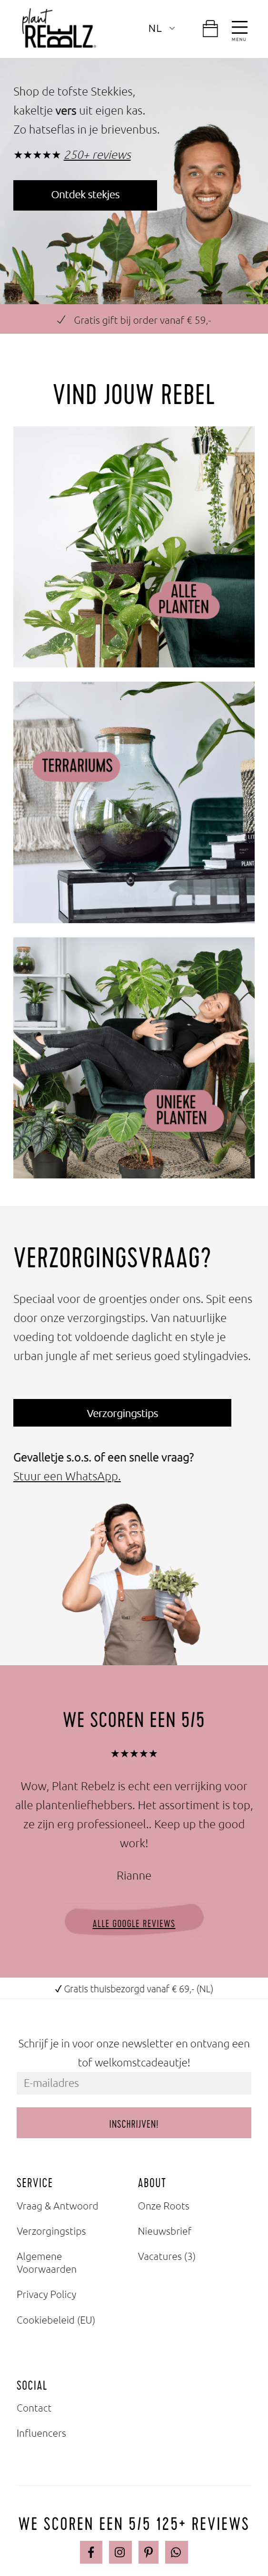 plant
REBELZ
NL
MENU
Shop de tofste Stekkies,
kakeltje vers uit eigen kas.
Zo hatseflas in je brievenbus.
★★★★★ 250+ reviews
Ontdek stekjes
✓ Gratis gift bij order vanaf € 59,-
VIND JOUW REBEL
ALLE
PLANTEN
TERRARIUMS
PLANT
UNIEKE
PLANTEN
VERZORGINGSVRAAG?
Speciaal voor de groentjes onder ons. Spit eens
door onze verzorgingstips. Van natuurlijke
voeding tot voldoende daglicht en style je
urban jungle af met serieus goed stylingadvies.
Verzorgingstips
Gevalletje s.o.s. of een snelle vraag?
Stuur een WhatsApp.
WE SCOREN EEN 5/5
★★★★★
Wow, Plant Rebelz is echt een verrijking voor
alle plantenliefhebbers. Het assortiment is top,
ze zijn erg professioneel.. Keep up the good
work!
Rianne
ALLE GOOGLE REVIEWS
✓ Gratis thuisbezorgd vanaf € 69,- (NL)
Schrijf je in voor onze newsletter en ontvang een
tof welkomstcadeautje!
E-mailadres
INSCHRIJVEN!
SERVICE
Vraag & Antwoord
Verzorgingstips
Algemene
Voorwaarden
Privacy Policy
Cookiebeleid (EU)
ABOUT
Onze Roots
Nieuwsbrief
Vacatures (3)
SOCIAL
Contact
Influencers
WE SCOREN EEN 5/5 125+ REVIEWS